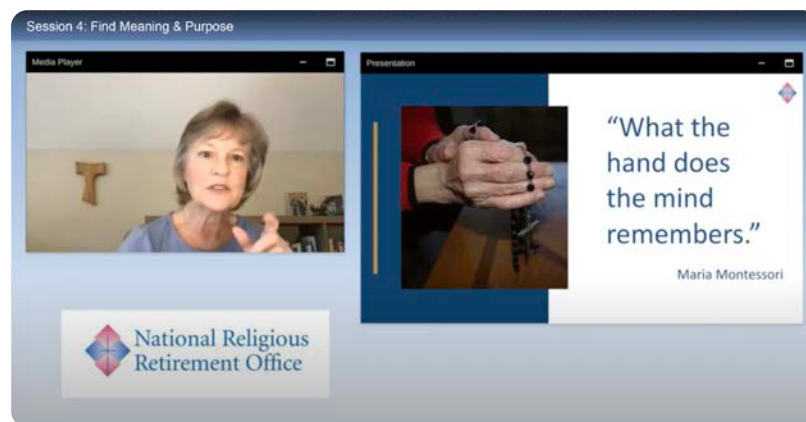 Session 4: Find Meaning & Purpose
Media Player
Presentation
“What the
hand does
the mind
remembers.”
Maria Montessori
National Religious
Retirement Office